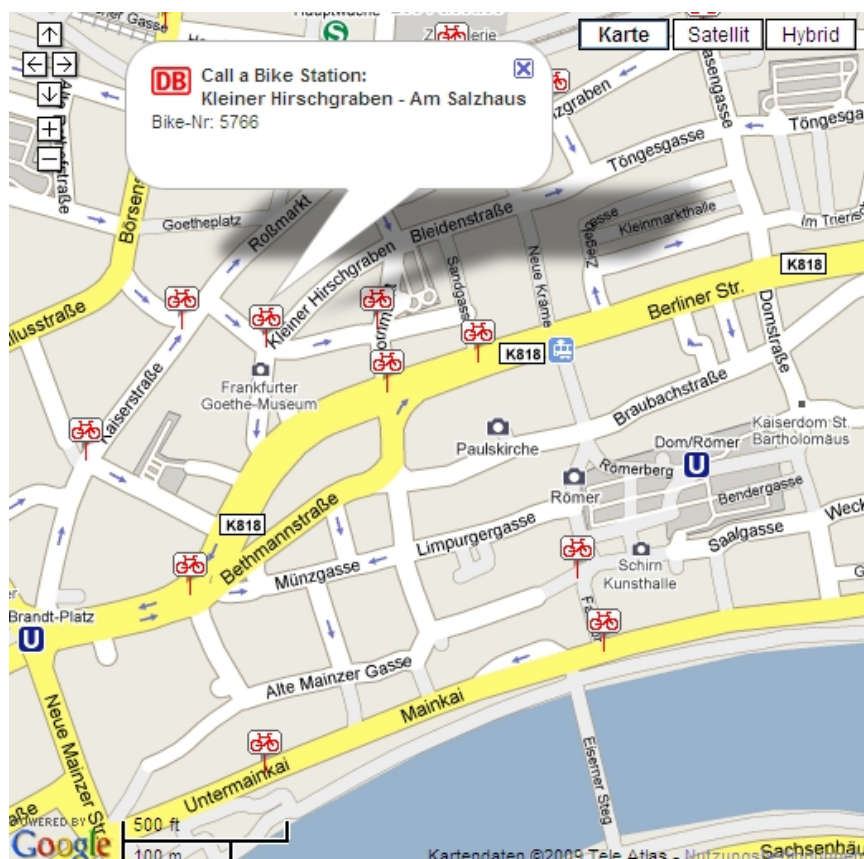 Karte
Satellit
Hybrid
DB
Call a Bike Station:
Kleiner Hirschgraben - Am Salzhaus
Bike-Nr: 5766
Töngesgasse
Töngesgasse
Goetheplatz
Roßmarkt
Bleidenstraße
Kleinmarkthalle
Im Trier
Kleiner Hirschgraben
Sandgasse
Neue Kräme
K818
Berliner Str.
Domstraße
K818
Frankfurter
Goethe-Museum
Kaiserstraße
Braubachstraße
Paulskirche
Dom/Römer
U
Kaiserdom St.
Bartholomäus
Römerberg
Römer
Bendergasse
K818
Bethmannstraße
Limpurgergasse
Saalgasse
Münzgasse
Schirn
Kunsthalle
Brandt-Platz
U
Alte Mainzer Gasse
Mainkai
Neue Mainzer Str.
Untermainkai
Eiserner Steg
POWERED BY
Google
500 ft
100 m
Kartendaten ©2009 Tele Atlas -